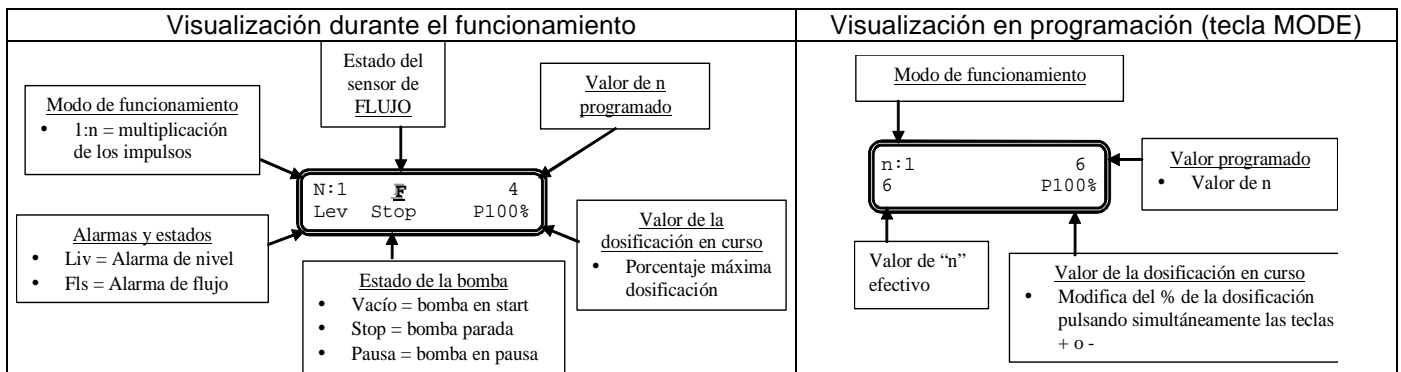 Visualización durante el funcionamiento
Visualización en programación (tecla MODE)
Estado del
sensor de
FLUJO
Valor de n
programado
Modo de funcionamiento
• 1:n = multiplicación
de los impulsos
N:1 F 4
Lev Stop P100%
Alarmas y estados
• Liv = Alarma de nivel
• Fls = Alarma de flujo
Estado de la bomba
• Vacío = bomba en start
• Stop = bomba parada
• Pausa = bomba en pausa
Valor de la
dosificación en curso
• Porcentaje máxima
dosificación
Modo de funcionamiento
n:1 6
6 P100%
Valor programado
• Valor de n
Valor de “n”
efectivo
Valor de la dosificación en curso
• Modifica del % de la dosificación
pulsando simultáneamente las teclas
+ o -